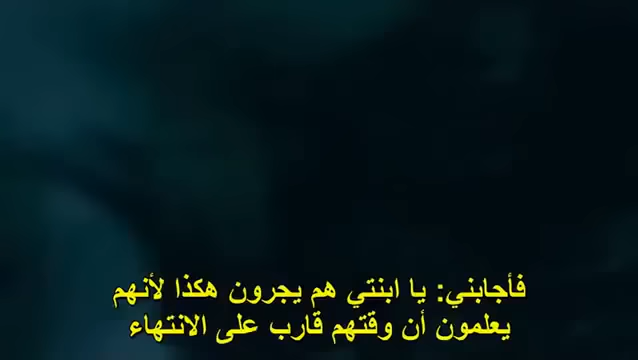 فأجابني: يا ابنتي هم يجرون هكذا لأنهم
يعلمون أن وقتهم قارب على الانتهاء